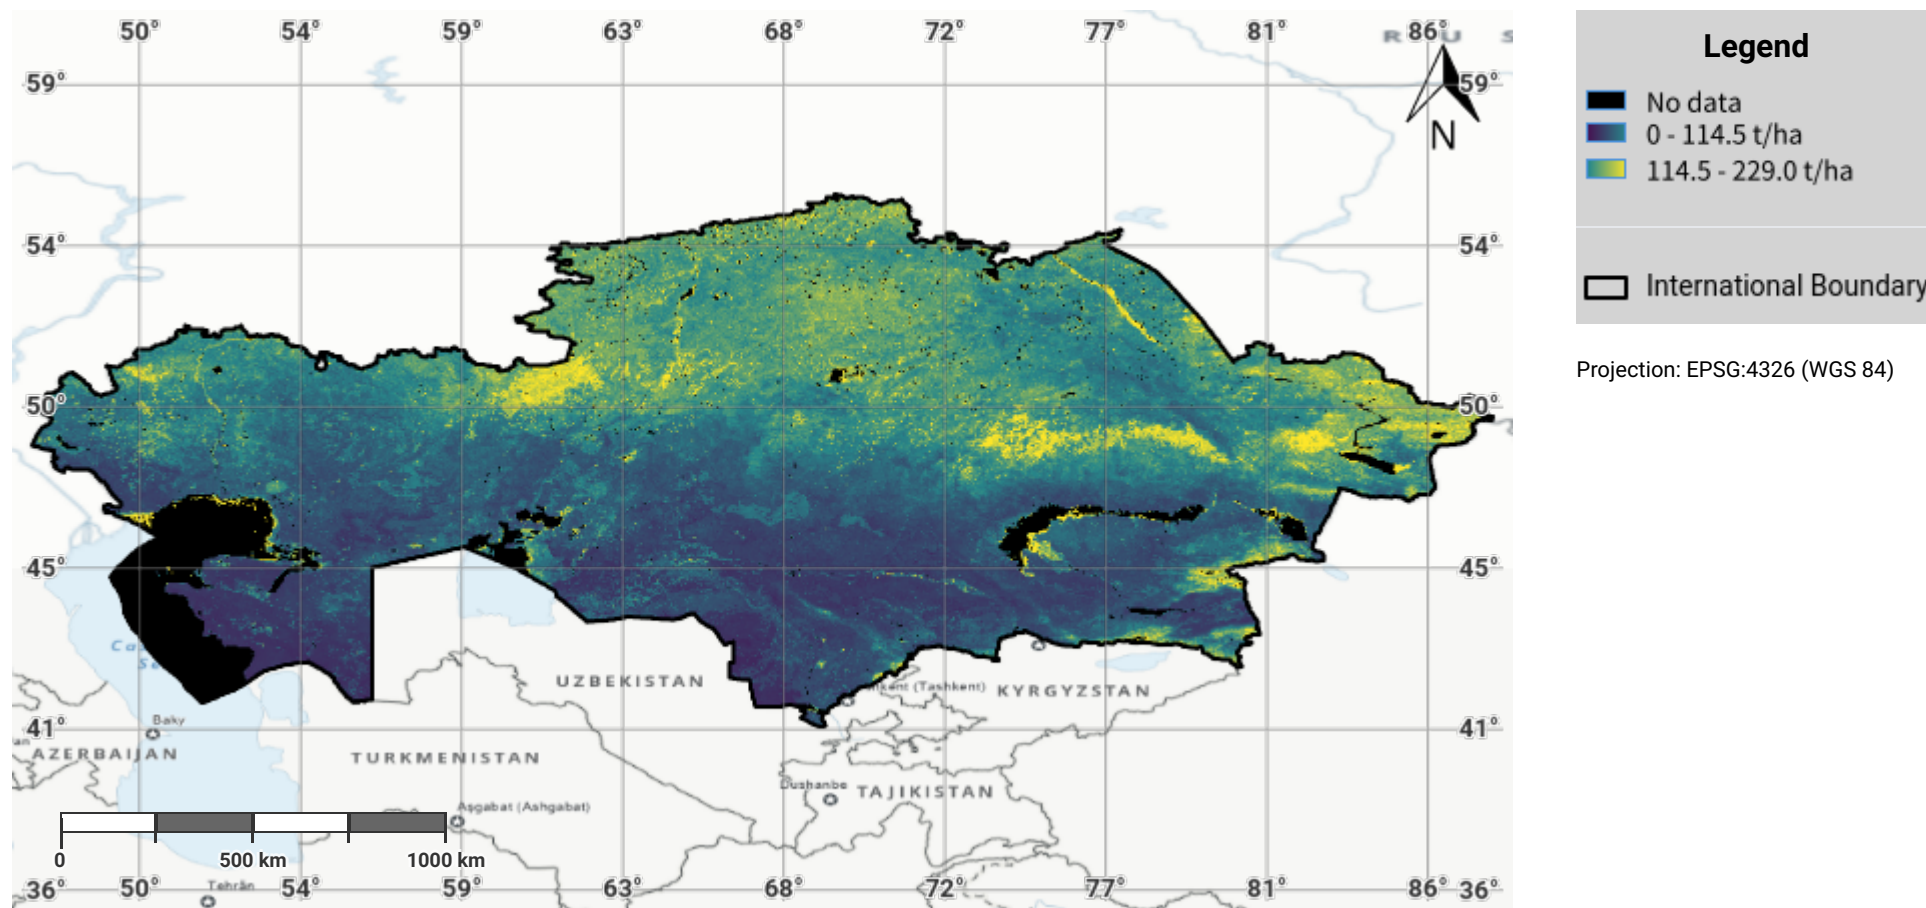 50° 54° 59° 63° 68° 72° 77° 81° 86°
R U S
59° 59°
N
54° 54°
50° 50°
45° 45°
UZBEKISTAN
nkent (Tashkent)
KYRGYZSTAN
Baky
41° 41°
AZERBAIJAN
TURKMENISTAN
Dushanbe
TAJIKISTAN
Aşgabat (Ashgabat)
0 500 km 1000 km
36° 50° 54° 59° 63° 68° 72° 77° 81° 86° 36°
Tehrān
Legend
No data
0 - 114.5 t/ha
114.5 - 229.0 t/ha
International Boundary
Projection: EPSG:4326 (WGS 84)